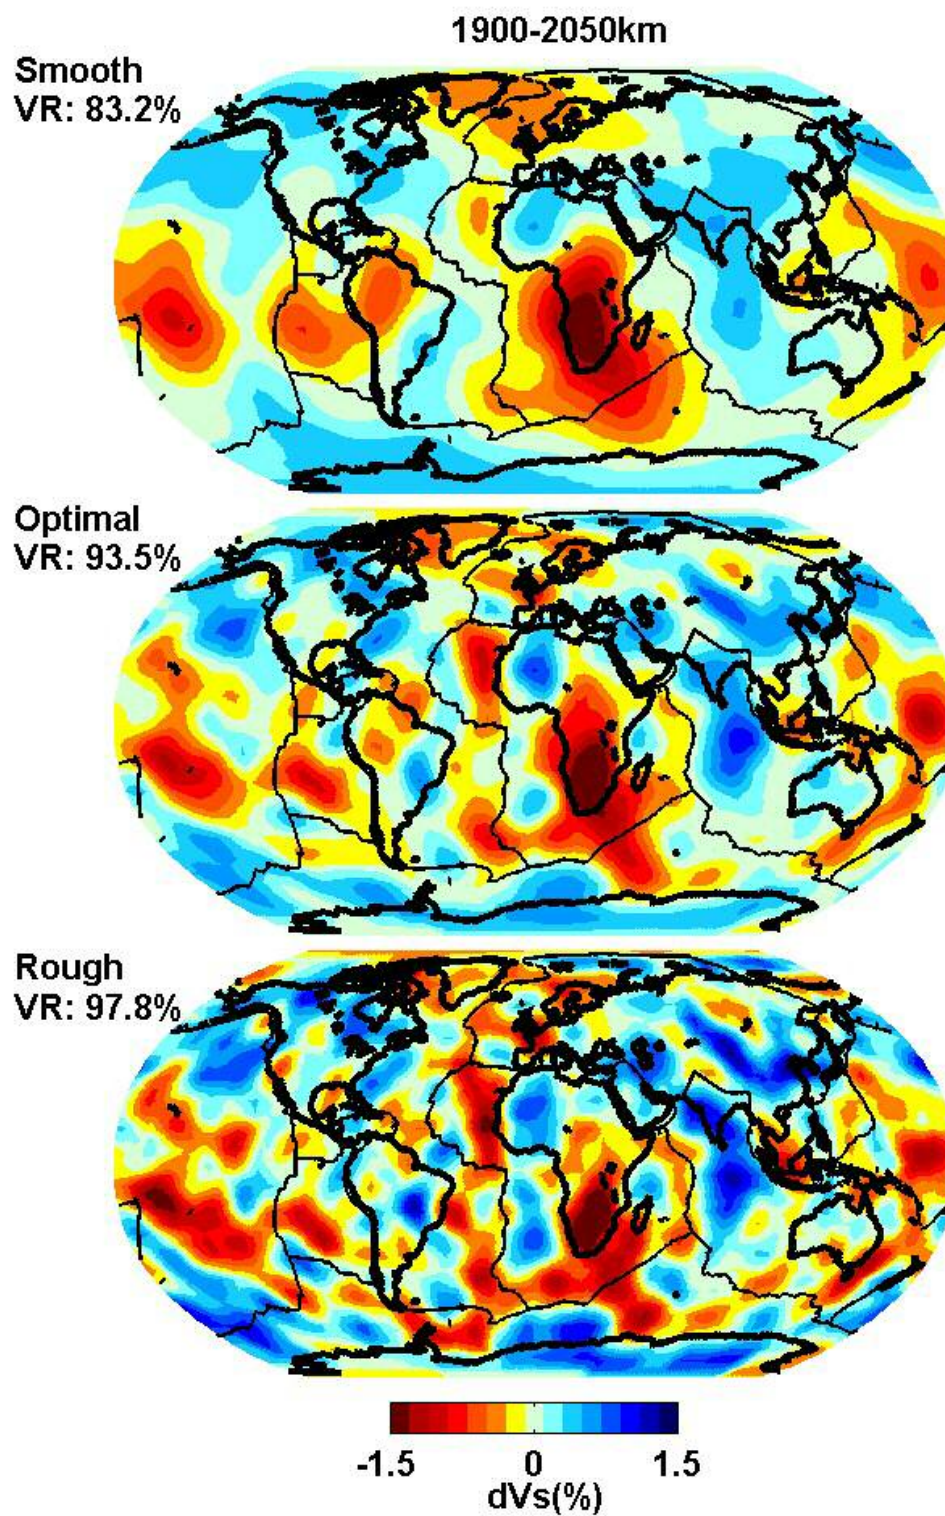 1900-2050km
Smooth
VR: 83.2%
Optimal
VR: 93.5%
Rough
VR: 97.8%
-1.5 0 1.5
dVs(%)